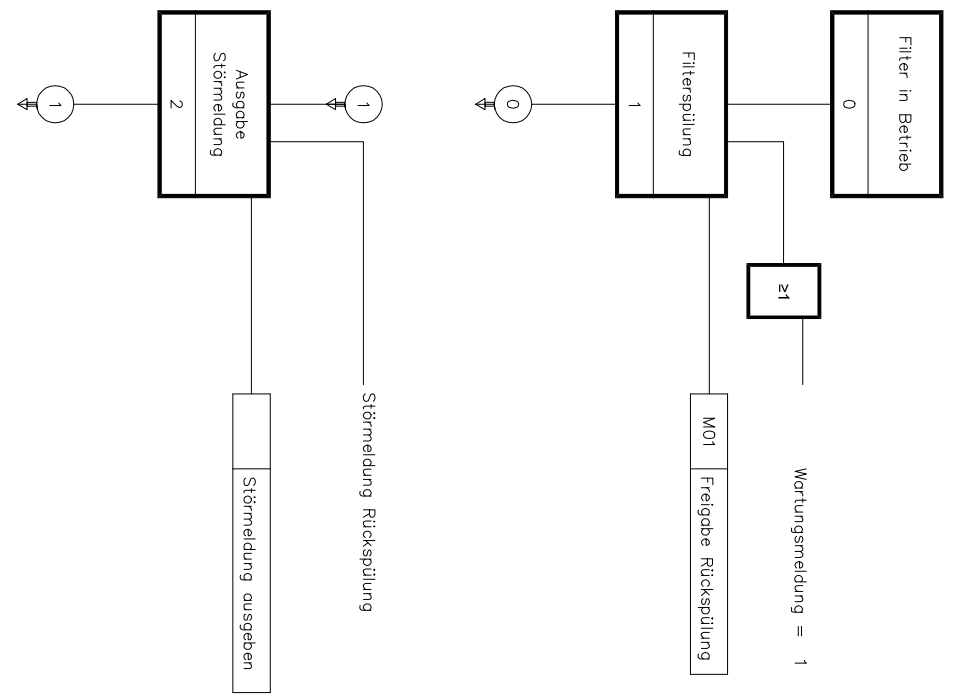 Filter in Betrieb
0
≥1
Wartungsmeldung = 1
Filterspülung
1
M01
Freigabe Rückspülung
0
1
Störmeldung Rückspülung
Ausgabe
Störmeldung
2
Störmeldung ausgeben
1